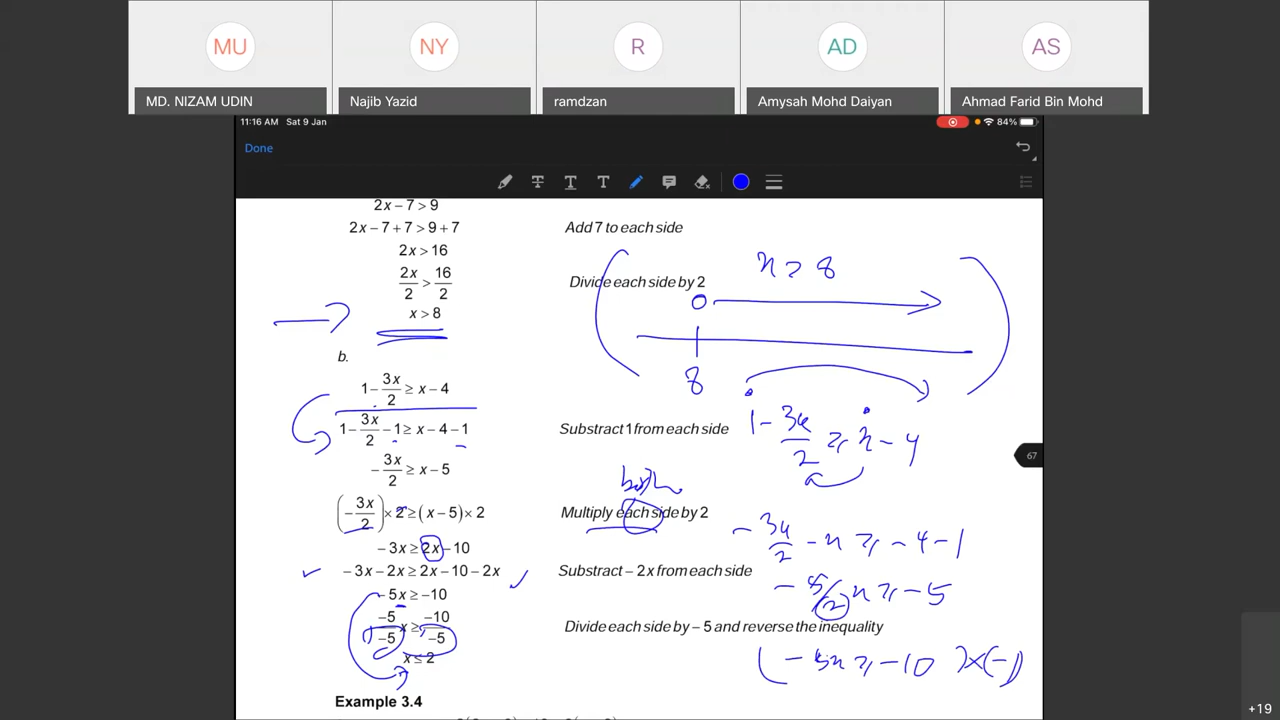 MU
NY
R
AD
AS
MD. NIZAM UDIN
Najib Yazid
ramdzan
Amysah Mohd Daiyan
Ahmad Farid Bin Mohd
11:16 AM Sat 9 Jan
84%
Done
2x − 7 > 9
2x − 7 + 7 > 9 + 7 Add 7 to each side
2x > 16
2x/2 > 16/2 Divide each side by 2
x > 8
x > 8
8
b.
1 − 3x/2 ≥ x − 4
1 − 3x/2 − 1 ≥ x − 4 − 1 Substract 1 from each side
1 − 3x/2 ≥ x − 4
− 3x/2 ≥ x − 5
both
(− 3x/2) × 2 ≥ (x − 5) × 2 Multiply each side by 2
− 3x/2 − x ≥ − 4 − 1
− 3x ≥ 2x − 10
− 3x − 2x ≥ 2x − 10 − 2x Substract − 2x from each side
− 5/2 x ≥ − 5
− 5x ≥ −10
−5/−5 x ≥ −10/−5 Divide each side by − 5 and reverse the inequality
x ≤ 2
( − 5x ≥ − 10 ) x (−1)
Example 3.4
67
+19